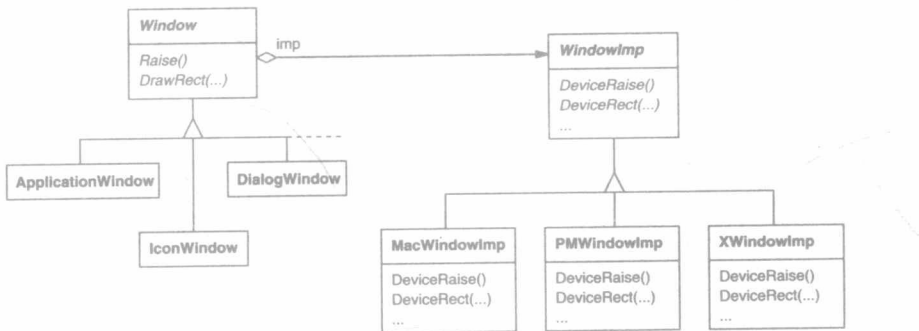 Window
Raise()
DrawRect(...)
imp
WindowImp
DeviceRaise()
DeviceRect(...)
...
ApplicationWindow
DialogWindow
IconWindow
MacWindowImp
DeviceRaise()
DeviceRect(...)
...
PMWindowImp
DeviceRaise()
DeviceRect(...)
...
XWindowImp
DeviceRaise()
DeviceRect(...)
...